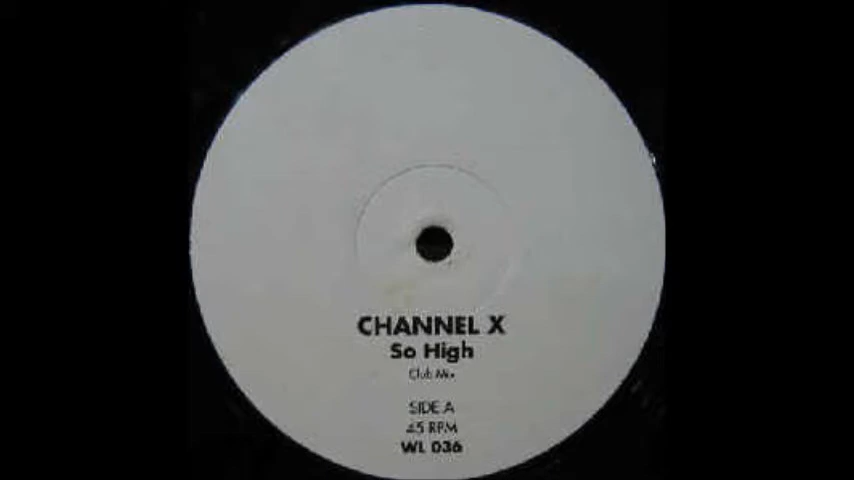 CHANNEL X
So High
Club Mix
SIDE A
45 RPM
WL 036